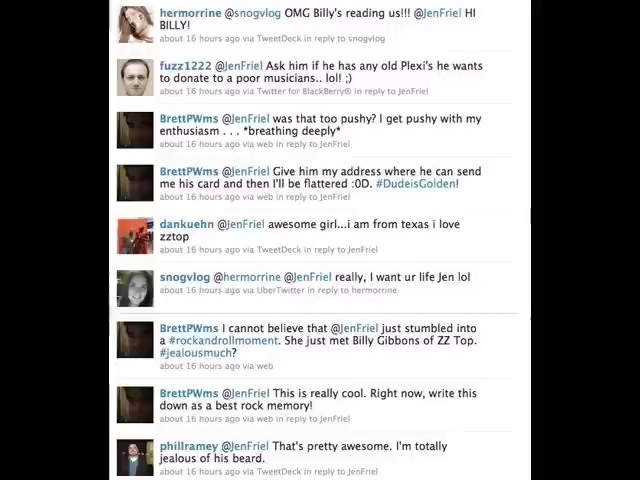 hermorrine @snogvlog OMG Billy's reading us!!! @JenFriel HI
BILLY!
about 16 hours ago via TweetDeck in reply to snogvlog
fuzz1222 @JenFriel Ask him if he has any old Plexi's he wants
to donate to a poor musicians.. lol! ;)
about 16 hours ago via Twitter for BlackBerry® in reply to JenFriel
BrettPWms @JenFriel was that too pushy? I get pushy with my
enthusiasm . . . *breathing deeply*
about 16 hours ago via web in reply to JenFriel
BrettPWms @JenFriel Give him my address where he can send
me his card and then I'll be flattered :0D. #DudeisGolden!
about 16 hours ago via web in reply to JenFriel
dankuehn @JenFriel awesome girl...i am from texas i love
zztop
about 16 hours ago via TweetDeck in reply to JenFriel
snogvlog @hermorrine @JenFriel really, I want ur life Jen lol
about 16 hours ago via UberTwitter in reply to hermorrine
BrettPWms I cannot believe that @JenFriel just stumbled into
a #rockandrollmoment. She just met Billy Gibbons of ZZ Top.
#jealousmuch?
about 16 hours ago via web
BrettPWms @JenFriel This is really cool. Right now, write this
down as a best rock memory!
about 16 hours ago via web in reply to JenFriel
phillramey @JenFriel That's pretty awesome. I'm totally
jealous of his beard.
about 16 hours ago via TweetDeck in reply to JenFriel